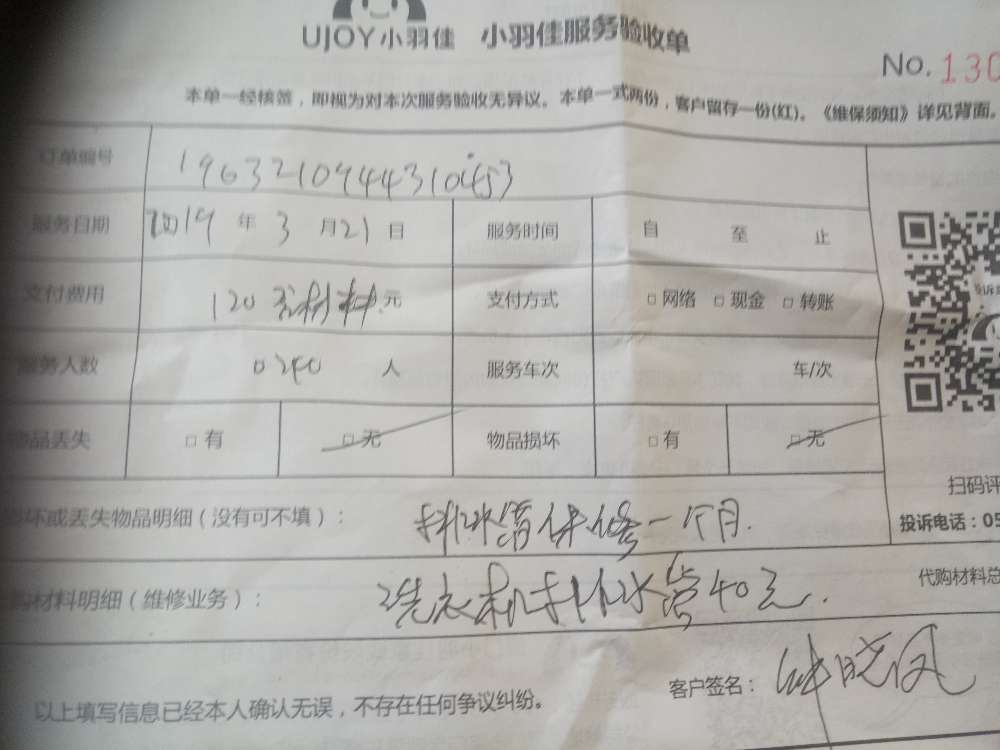 UJOY小羽佳 小羽佳服务验收单
No. 130
本单一经核签，即视为对本次服务验收无异议。本单一式两份，客户留存一份(红)。《维保须知》详见背面。
订单编号 19632109444310453
服务日期 2019 年 3 月 21 日 服务时间 自 至 止
支付费用 120 含材料 元 支付方式 □网络 □现金 □转账
服务人数 人 服务车次 车/次
物品丢失 □有 □无 物品损坏 □有 □无
坏或丢失物品明细（没有可不填）： 排水管保修一个月.
购材料明细（维修业务）： 洗衣机排水管40元.
扫码评
投诉电话：05
代购材料总
客户签名： 晓凤
以上填写信息已经本人确认无误，不存在任何争议纠纷。